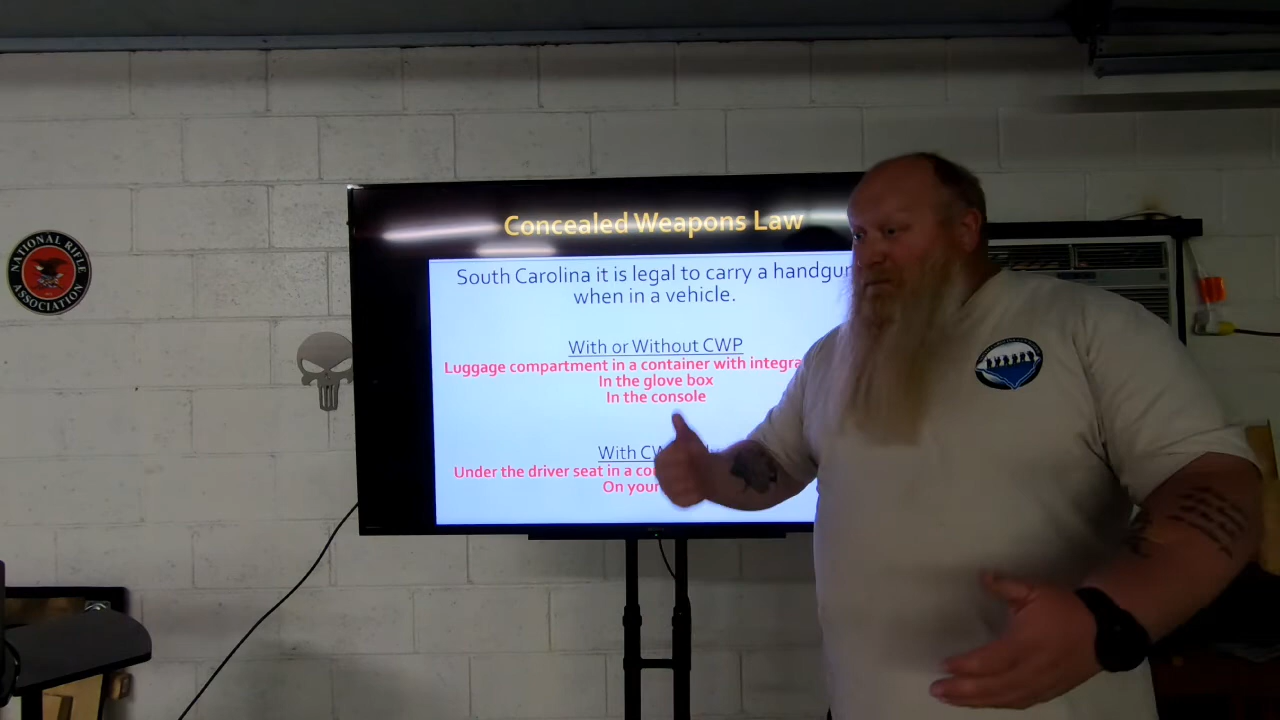 NATIONAL RIFLE
ASSOCIATION
Concealed Weapons Law
South Carolina it is legal to carry a handgun
when in a vehicle.
With or Without CWP
Luggage compartment in a container with integra
In the glove box
In the console
With CW
Under the driver seat in a co
On your